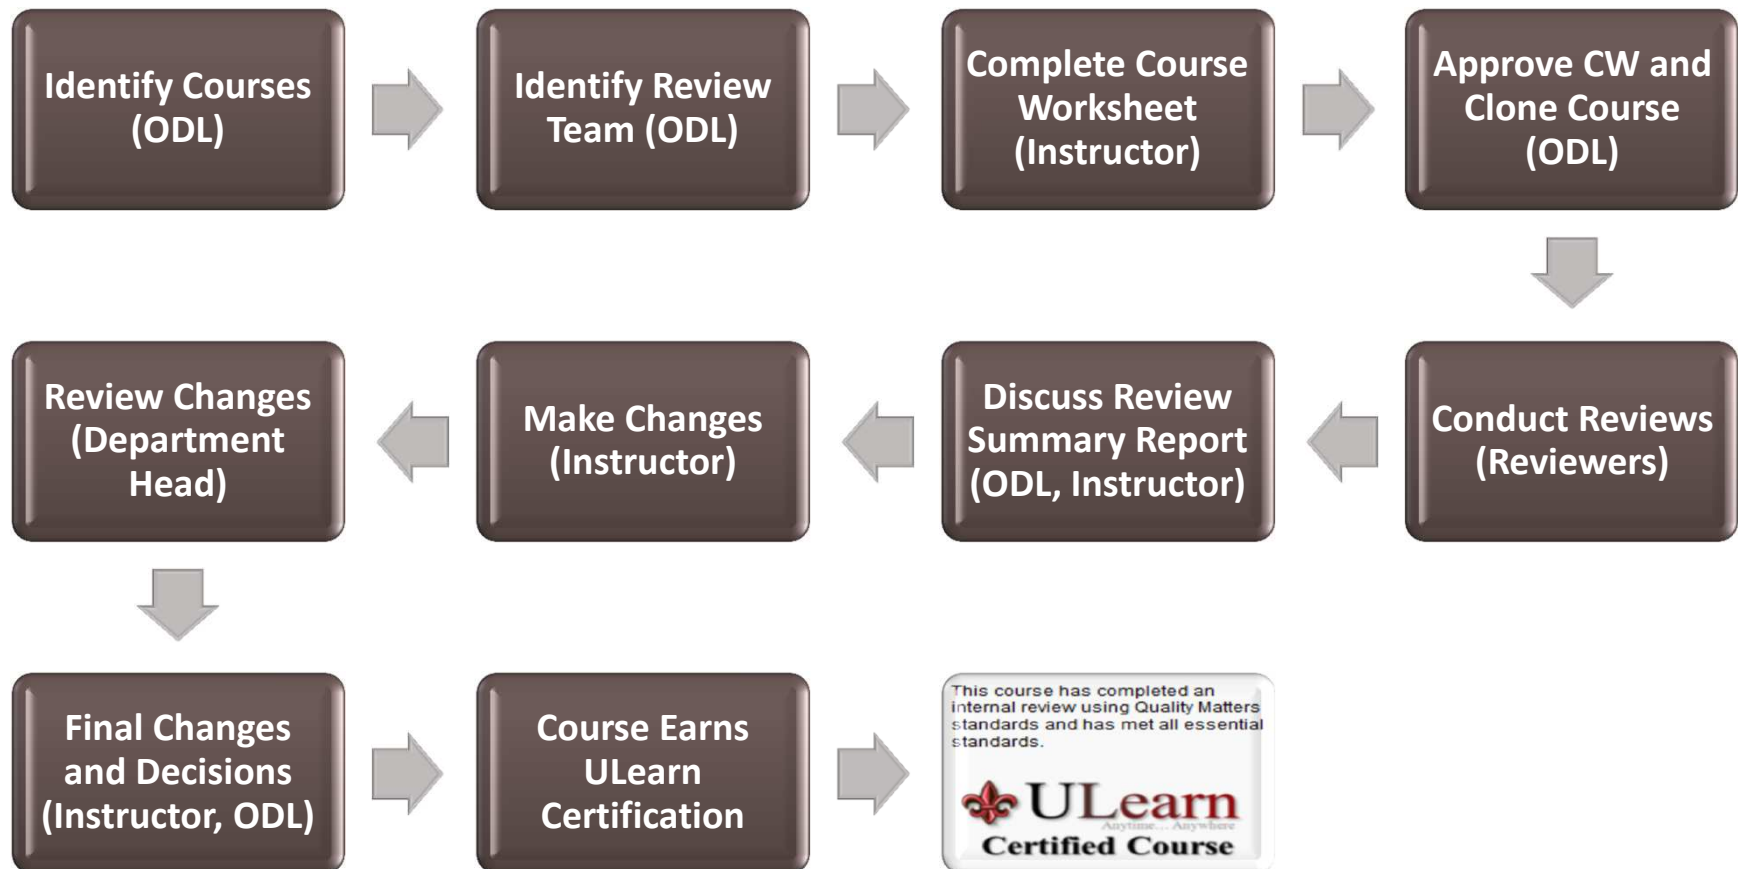 Identify Courses
(ODL)
Identify Review
Team (ODL)
Complete Course
Worksheet
(Instructor)
Approve CW and
Clone Course
(ODL)
Conduct Reviews
(Reviewers)
Discuss Review
Summary Report
(ODL, Instructor)
Make Changes
(Instructor)
Review Changes
(Department
Head)
Final Changes
and Decisions
(Instructor, ODL)
Course Earns
ULearn
Certification
This course has completed an
internal review using Quality Matters
standards and has met all essential
standards.
ULearn
Anytime... Anywhere
Certified Course